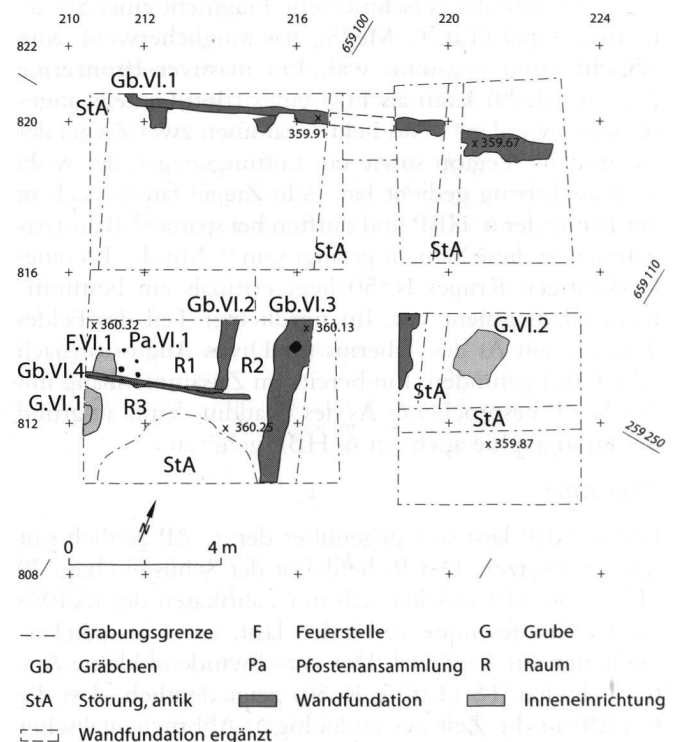 210 212 216 659 100 220 224
822
Gb.VI.1
StA
820
x 359.91
x 359.67
StA StA
816
659 110
Gb.VI.2 Gb.VI.3
x 360.32 x 360.13
F.VI.1 Pa.VI.1 G.VI.2
R1 R2
Gb.VI.4
StA
G.VI.1 R3
812
x 360.25
StA
x 359.87
259 250
StA
N
0 4 m
808
Grabungsgrenze F Feuerstelle G Grube
Gb Gräbchen Pa Pfostenansammlung R Raum
StA Störung, antik Wandfundation Inneneinrichtung
Wandfundation ergänzt